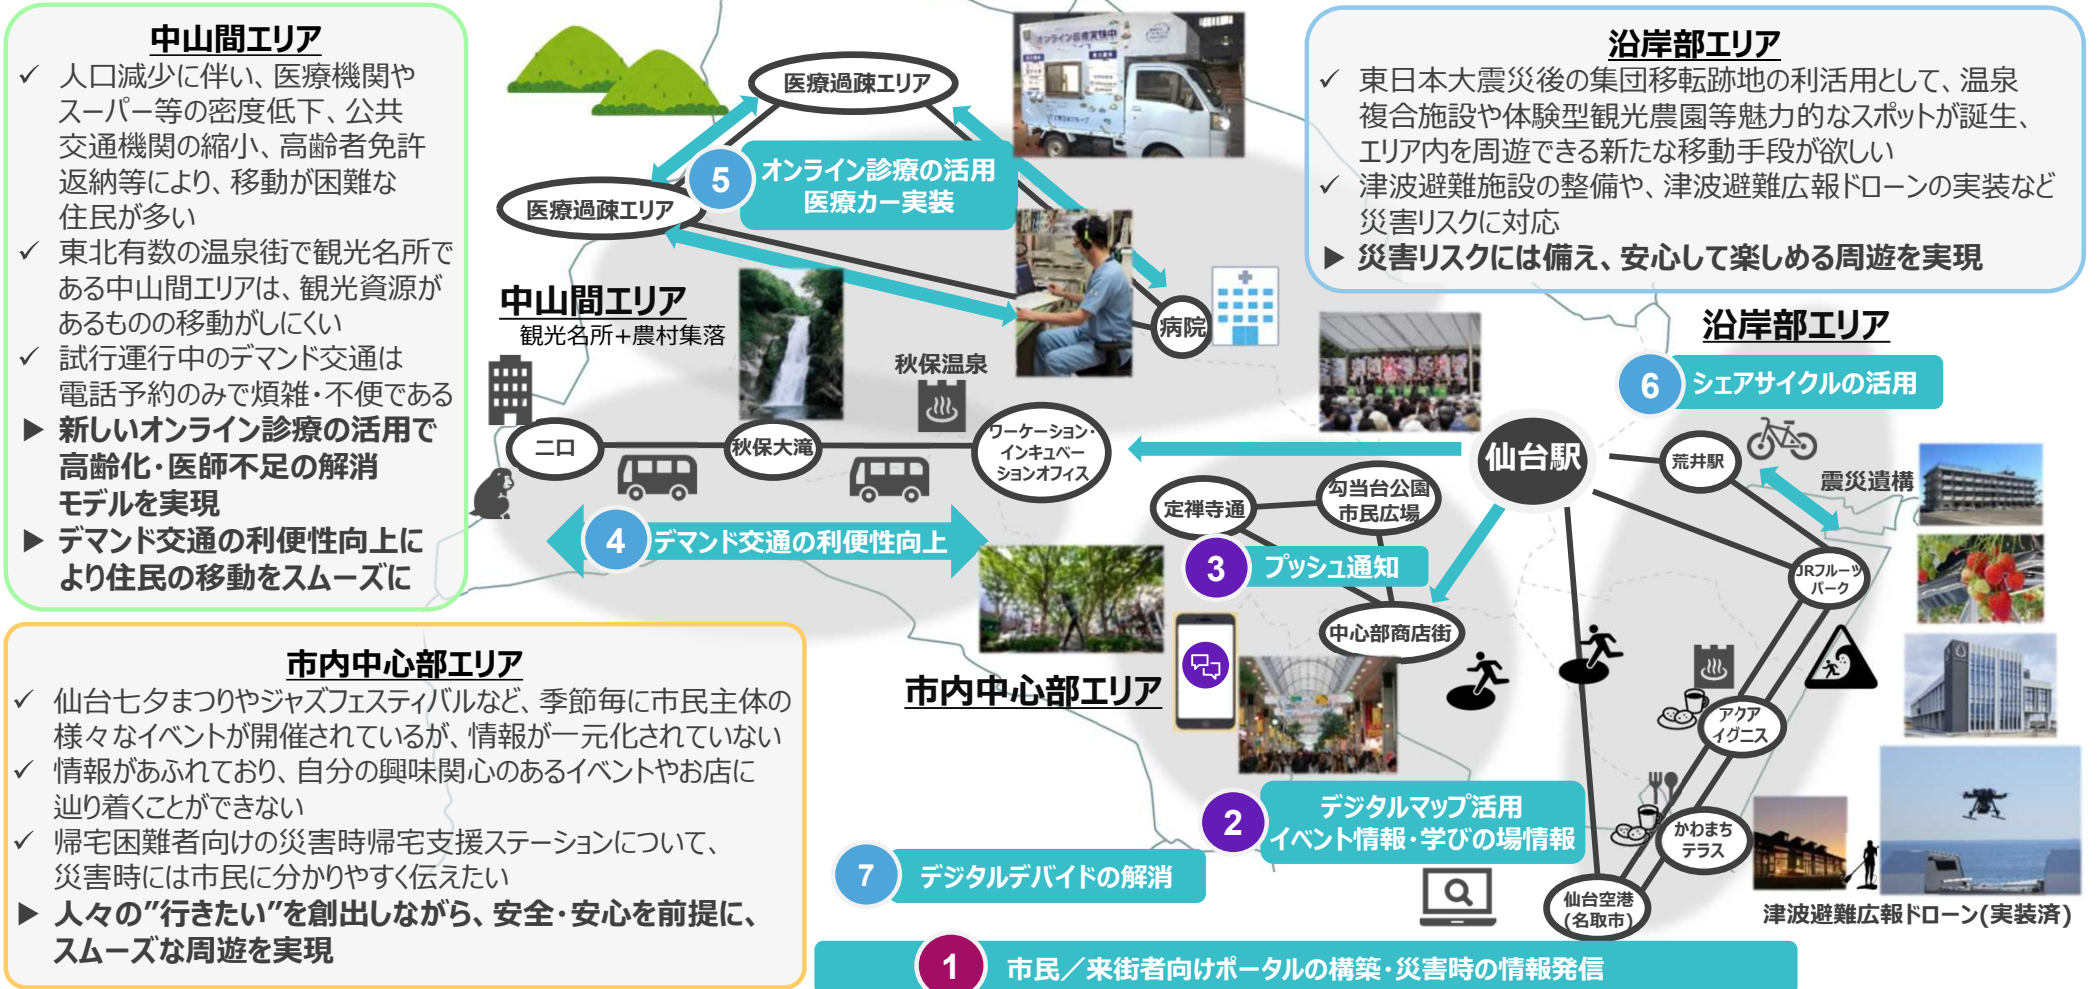 中山間エリア
✓ 人口減少に伴い、医療機関や
スーパー等の密度低下、公共
交通機関の縮小、高齢者免許
返納等により、移動が困難な
住民が多い
✓ 東北有数の温泉街で観光名所で
ある中山間エリアは、観光資源が
あるものの移動がしにくい
✓ 試行運行中のデマンド交通は
電話予約のみで煩雑・不便である
▶ 新しいオンライン診療の活用で
高齢化・医師不足の解消
モデルを実現
▶ デマンド交通の利便性向上に
より住民の移動をスムーズに
市内中心部エリア
✓ 仙台七夕まつりやジャズフェスティバルなど、季節毎に市民主体の
様々なイベントが開催されているが、情報が一元化されていない
✓ 情報があふれており、自分の興味関心のあるイベントやお店に
辿り着くことができない
✓ 帰宅困難者向けの災害時帰宅支援ステーションについて、
災害時には市民に分かりやすく伝えたい
▶ 人々の"行きたい"を創出しながら、安全・安心を前提に、
スムーズな周遊を実現
沿岸部エリア
✓ 東日本大震災後の集団移転跡地の利活用として、温泉
複合施設や体験型観光農園等魅力的なスポットが誕生、
エリア内を周遊できる新たな移動手段が欲しい
✓ 津波避難施設の整備や、津波避難広報ドローンの実装など
災害リスクに対応
▶ 災害リスクには備え、安心して楽しめる周遊を実現
オンライン診療実験中
医療過疎エリア
5
オンライン診療の活用
医療カー実装
医療過疎エリア
病院
中山間エリア
観光名所+農村集落
秋保温泉
二口
秋保大滝
ワーケーション・
インキュベー
ションオフィス
4
デマンド交通の利便性向上
沿岸部エリア
6
シェアサイクルの活用
仙台駅
荒井駅
震災遺構
定禅寺通
勾当台公園
市民広場
3
プッシュ通知
中心部商店街
市内中心部エリア
JRフルーツ
パーク
アクア
イグニス
かわまち
テラス
仙台空港
(名取市)
津波避難広報ドローン(実装済)
2
デジタルマップ活用
イベント情報・学びの場情報
7
デジタルデバイドの解消
1
市民／来街者向けポータルの構築・災害時の情報発信